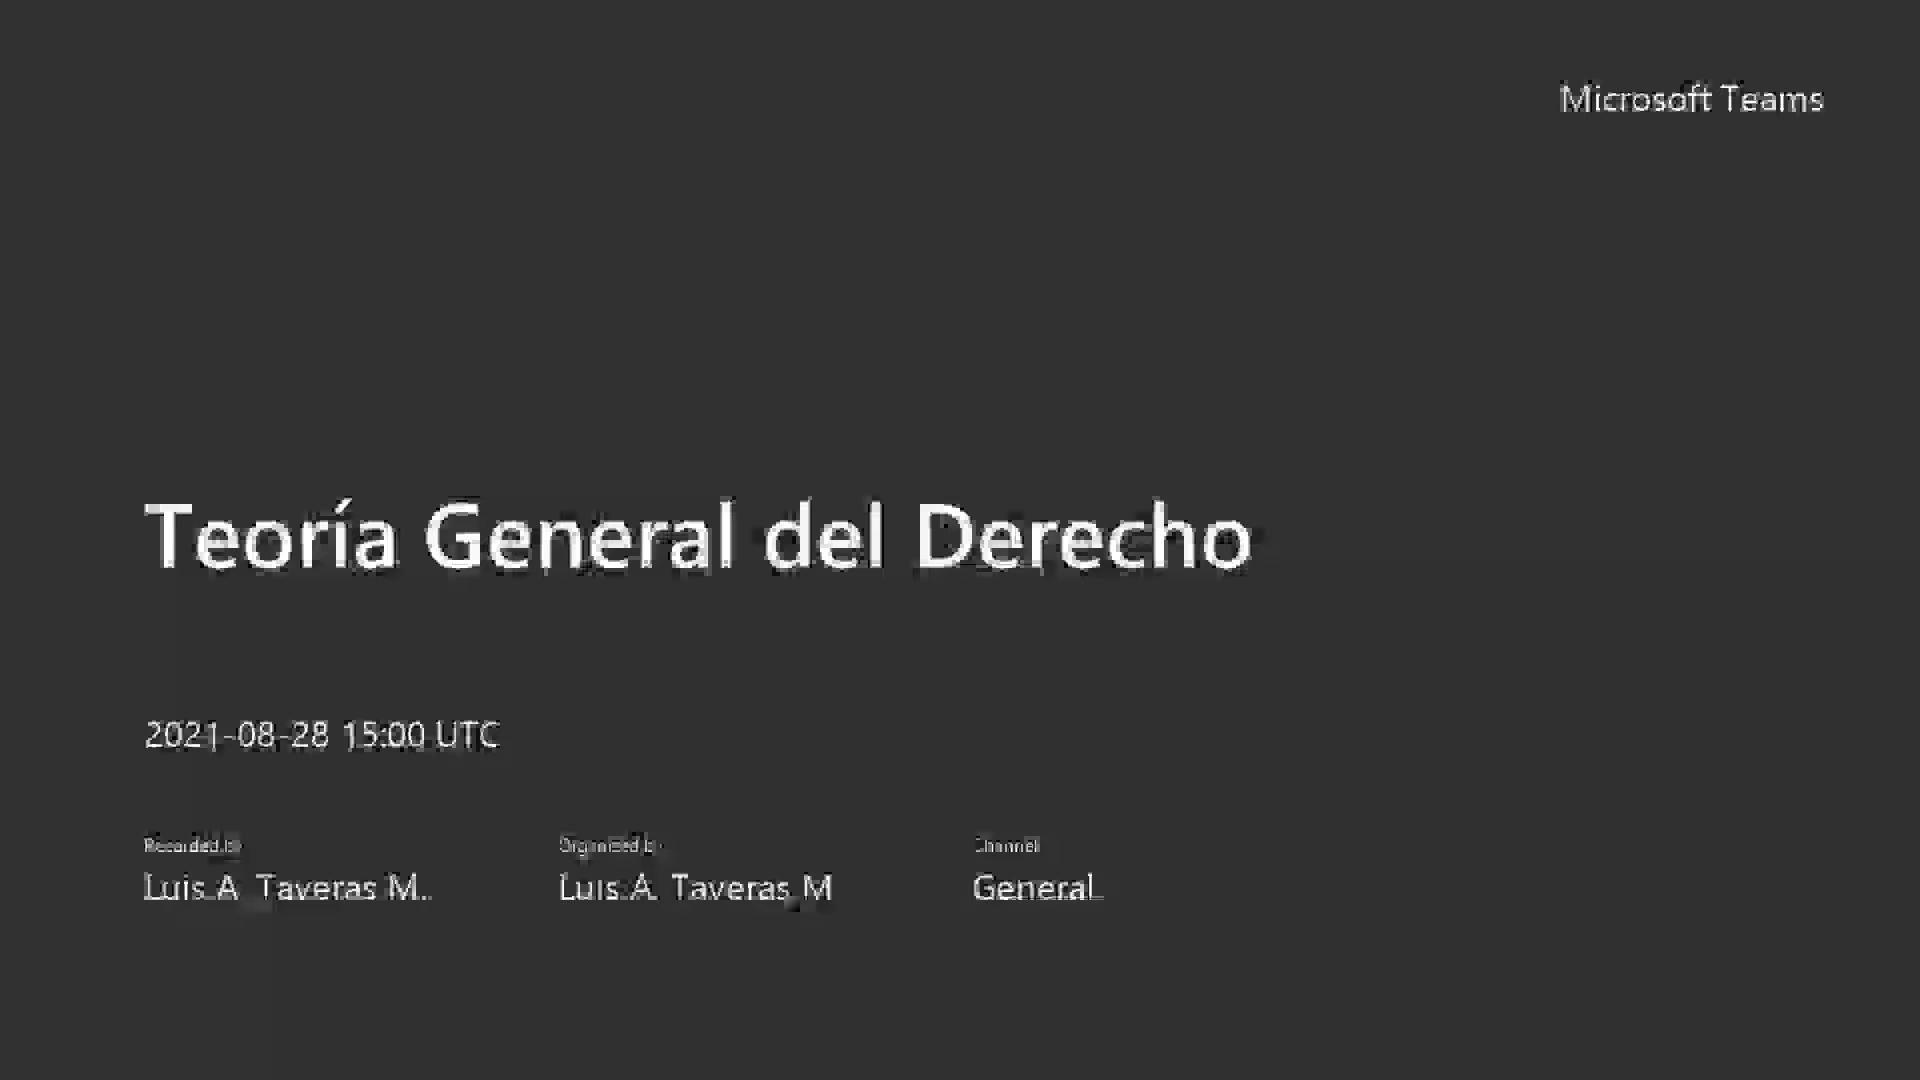 Microsoft Teams
Teoría General del Derecho
2021-08-28 15:00 UTC
Recorded by
Organized by
Channel
Luis A. Taveras M.
Luis A. Taveras M.
General